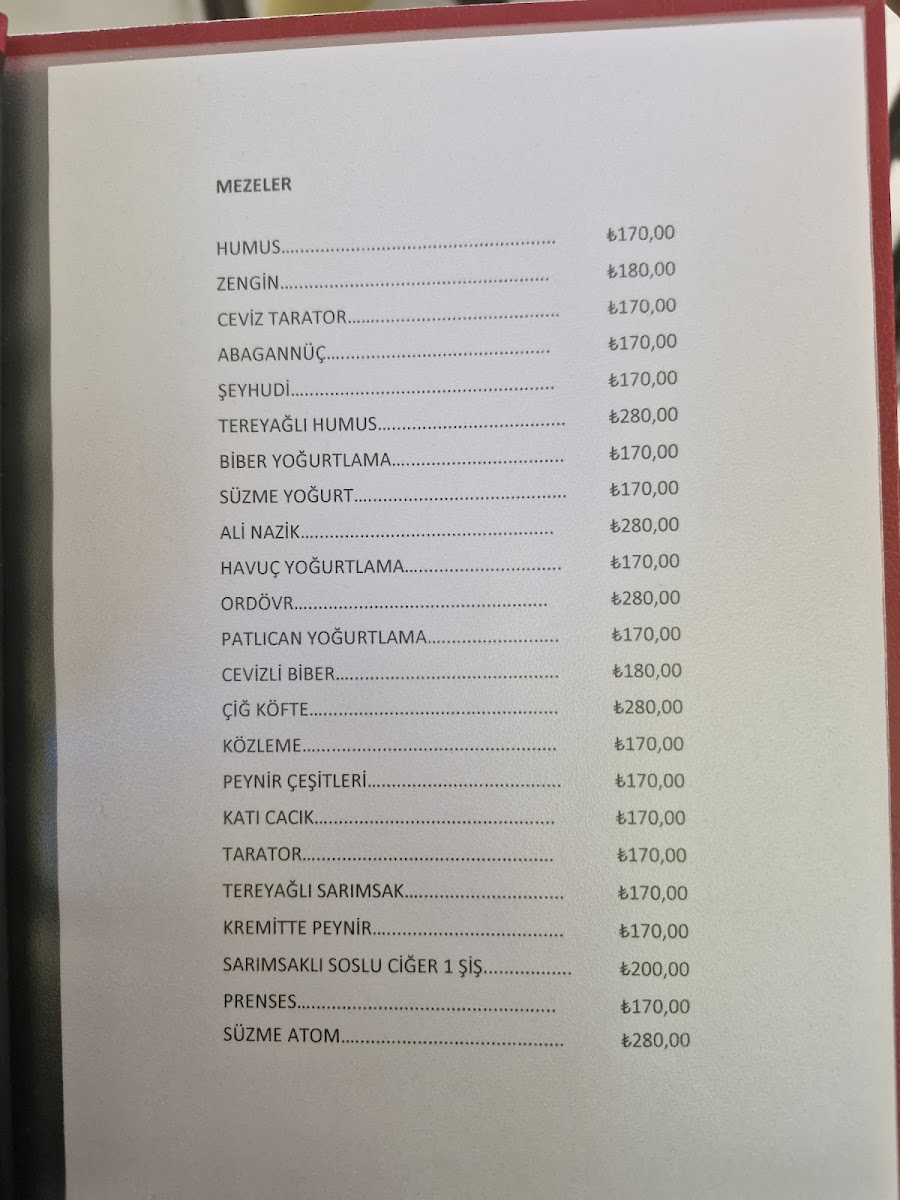 MEZELER
HUMUS............................................................ ₺170,00
ZENGİN............................................................ ₺180,00
CEVİZ TARATOR............................................... ₺170,00
ABAGANNÜÇ.................................................. ₺170,00
ŞEYHUDİ.......................................................... ₺170,00
TEREYAĞLI HUMUS.......................................... ₺280,00
BİBER YOĞURTLAMA...................................... ₺170,00
SÜZME YOĞURT.............................................. ₺170,00
ALİ NAZİK........................................................ ₺280,00
HAVUÇ YOĞURTLAMA................................... ₺170,00
ORDÖVR......................................................... ₺280,00
PATLICAN YOĞURTLAMA.............................. ₺170,00
CEVİZLİ BİBER.................................................. ₺180,00
ÇİĞ KÖFTE....................................................... ₺280,00
KÖZLEME......................................................... ₺170,00
PEYNİR ÇEŞİTLERİ........................................... ₺170,00
KATI CACIK...................................................... ₺170,00
TARATOR........................................................ ₺170,00
TEREYAĞLI SARIMSAK.................................... ₺170,00
KREMİTTE PEYNİR........................................... ₺170,00
SARIMSAKLI SOSLU CİĞER 1 ŞİŞ................... ₺200,00
PRENSES.......................................................... ₺170,00
SÜZME ATOM................................................. ₺280,00